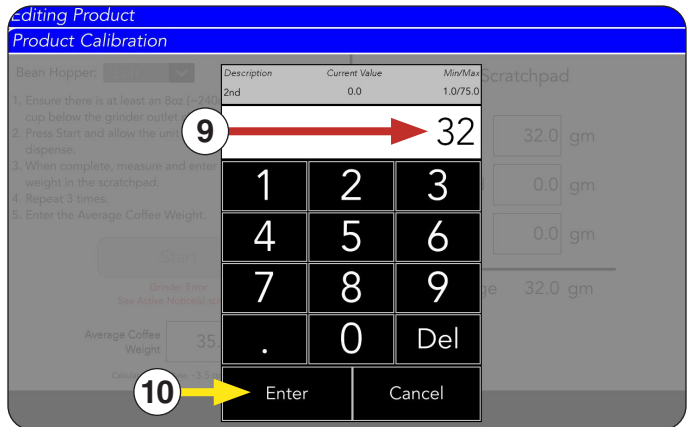 Editing Product
Product Calibration
Bean Hopper:
Scratchpad
1. Ensure there is at least an 8oz (~240
cup below the grinder outlet
2. Press Start and allow the unit
dispense.
3. When complete, measure and enter
weight in the scratchpad.
4. Repeat 3 times.
5. Enter the Average Coffee Weight.
Start
Grinder Error
See Active Notice(s)
Average Coffee
Weight
35.
32.0 gm
0.0 gm
0.0 gm
32.0 gm
Description Current Value Min/Max
2nd 0.0 1.0/75.0
9
32
1 2 3
4 5 6
7 8 9
. 0 Del
10
Enter Cancel